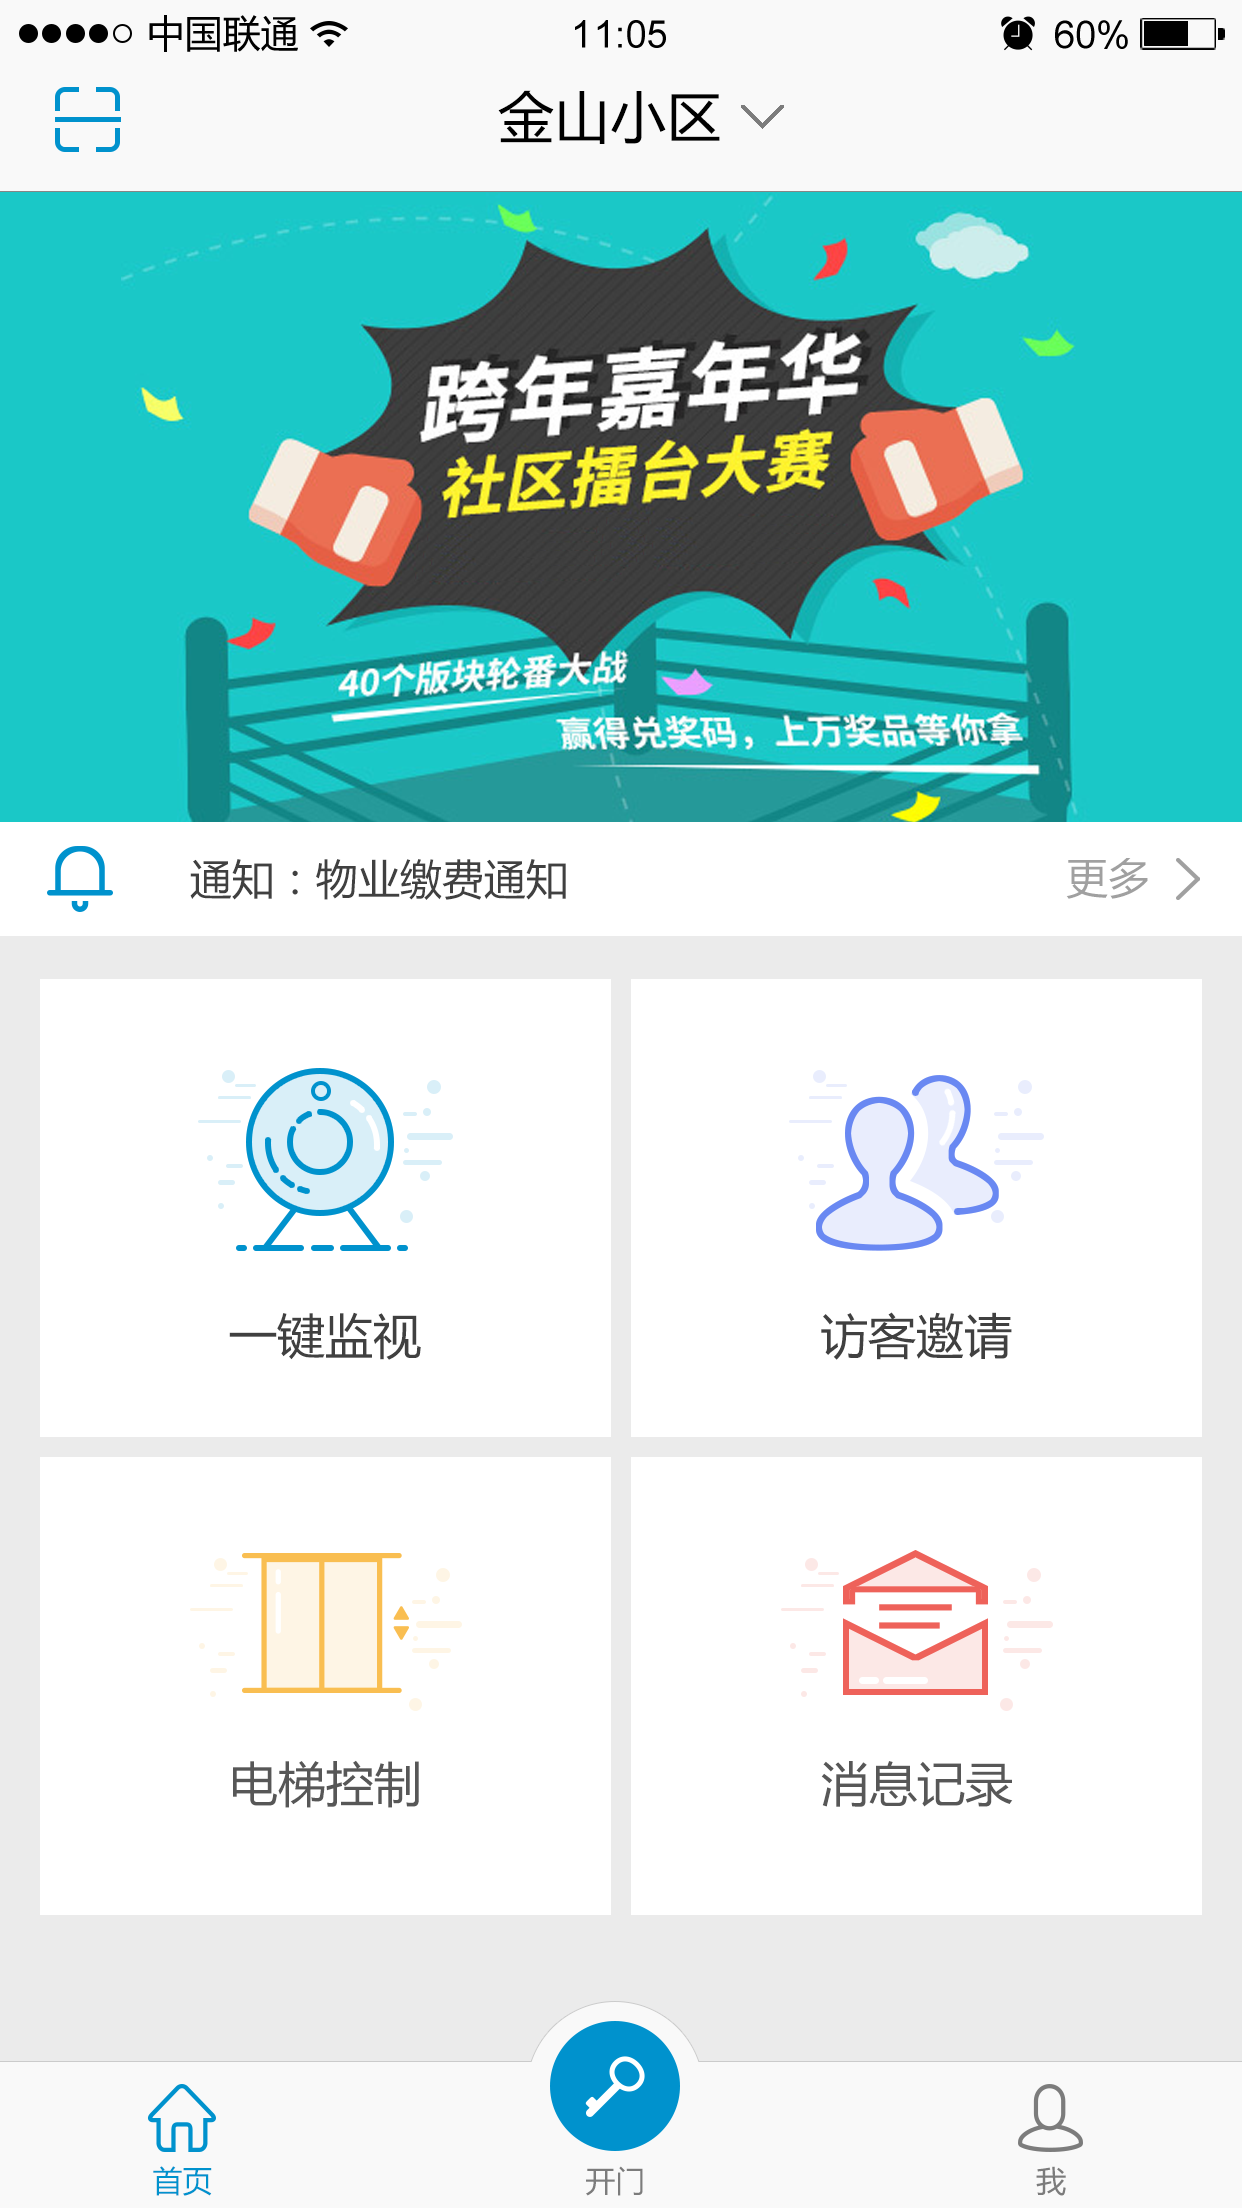 中国联通
11:05
60%
金山小区
跨年嘉年华
社区擂台大赛
40个版块轮番大战
赢得兑奖码，上万奖品等你拿
通知：物业缴费通知
更多
一键监视
访客邀请
电梯控制
消息记录
首页
开门
我